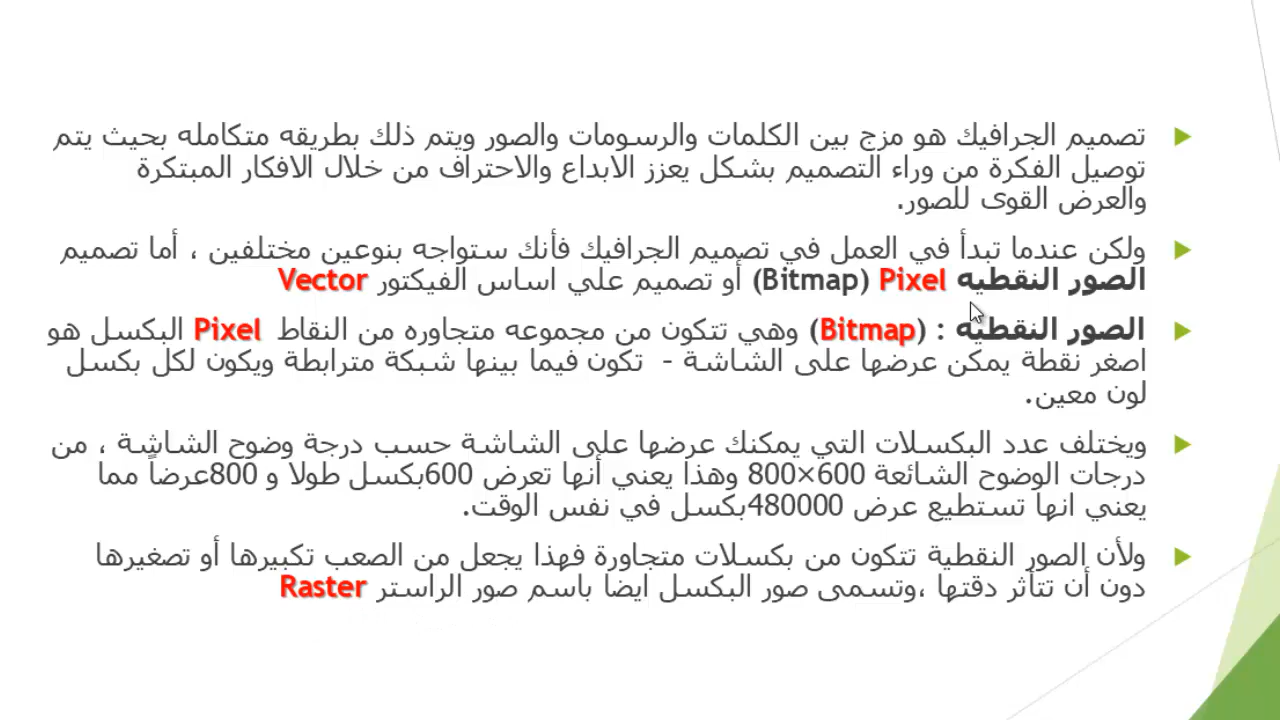 تصميم الجرافيك هو مزج بين الكلمات والرسومات والصور ويتم ذلك بطريقه متكامله بحيث يتم
توصيل الفكرة من وراء التصميم بشكل يعزز الابداع والاحتراف من خلال الافكار المبتكرة
والعرض القوى للصور.
ولكن عندما تبدأ في العمل في تصميم الجرافيك فأنك ستواجه بنوعين مختلفين ، أما تصميم
الصور النقطيه Pixel (Bitmap) أو تصميم علي اساس الفيكتور Vector
الصور النقطيه : (Bitmap) وهي تتكون من مجموعه متجاوره من النقاط Pixel البكسل هو
اصغر نقطة يمكن عرضها على الشاشة - تكون فيما بينها شبكة مترابطة ويكون لكل بكسل
لون معين.
ويختلف عدد البكسلات التي يمكنك عرضها على الشاشة حسب درجة وضوح الشاشة ، من
درجات الوضوح الشائعة 600×800 وهذا يعني أنها تعرض 600بكسل طولا و 800عرضاً مما
يعني انها تستطيع عرض 480000بكسل في نفس الوقت.
ولأن الصور النقطية تتكون من بكسلات متجاورة فهذا يجعل من الصعب تكبيرها أو تصغيرها
دون أن تتأثر دقتها ،وتسمى صور البكسل ايضا باسم صور الراستر Raster